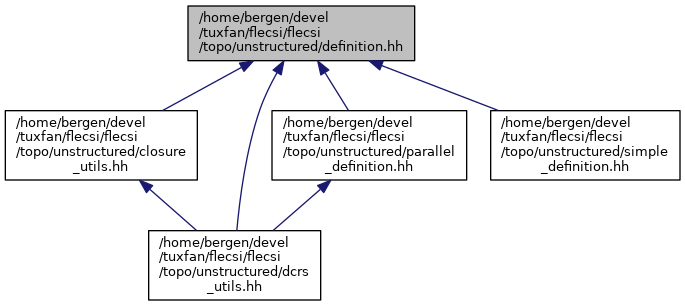 /home/bergen/devel
/tuxfan/flecsi/flecsi
/topo/unstructured/definition.hh
/home/bergen/devel
/tuxfan/flecsi/flecsi
/topo/unstructured/closure
_utils.hh
/home/bergen/devel
/tuxfan/flecsi/flecsi
/topo/unstructured/parallel
_definition.hh
/home/bergen/devel
/tuxfan/flecsi/flecsi
/topo/unstructured/simple
_definition.hh
/home/bergen/devel
/tuxfan/flecsi/flecsi
/topo/unstructured/dcrs
_utils.hh